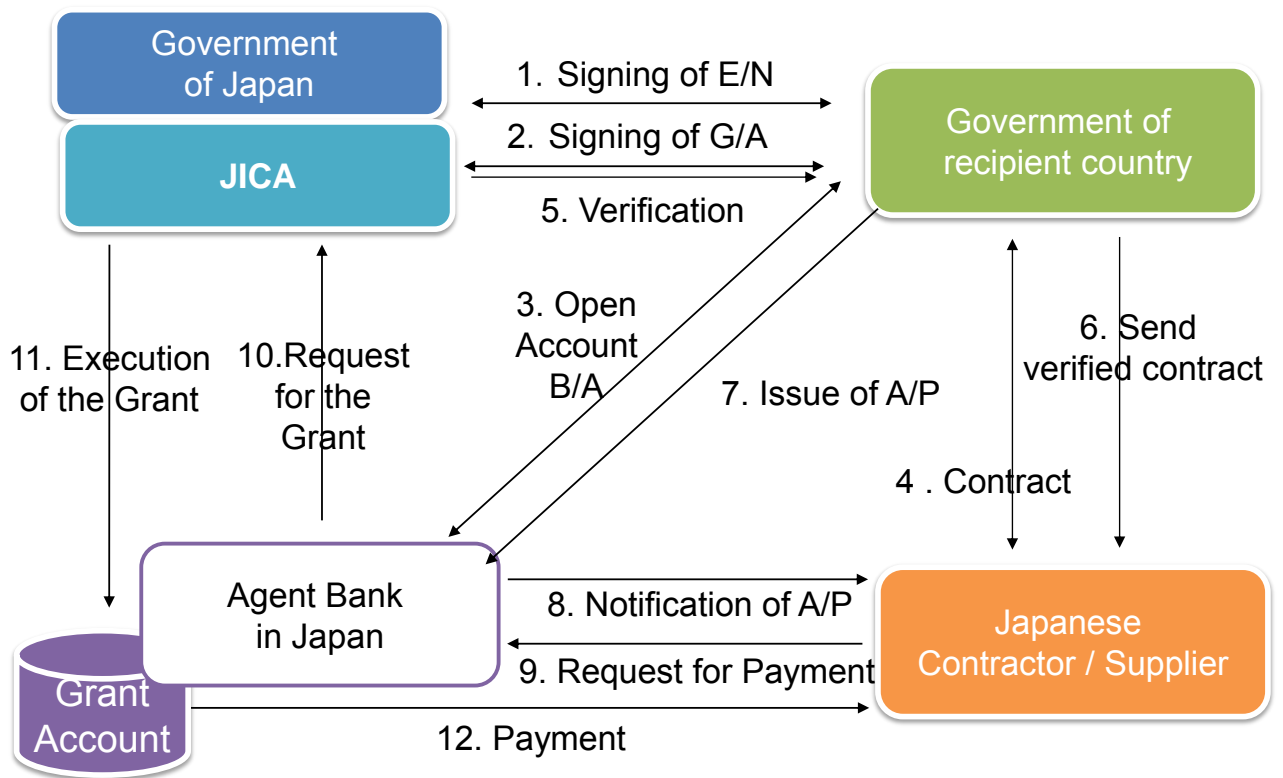 Government
of Japan
JICA
1. Signing of E/N
2. Signing of G/A
5. Verification
Government of
recipient country
3. Open
Account
B/A
7. Issue of A/P
6. Send
verified contract
4 . Contract
11. Execution
of the Grant
10.Request
for the
Grant
Agent Bank
in Japan
Grant
Account
8. Notification of A/P
9. Request for Payment
12. Payment
Japanese
Contractor / Supplier